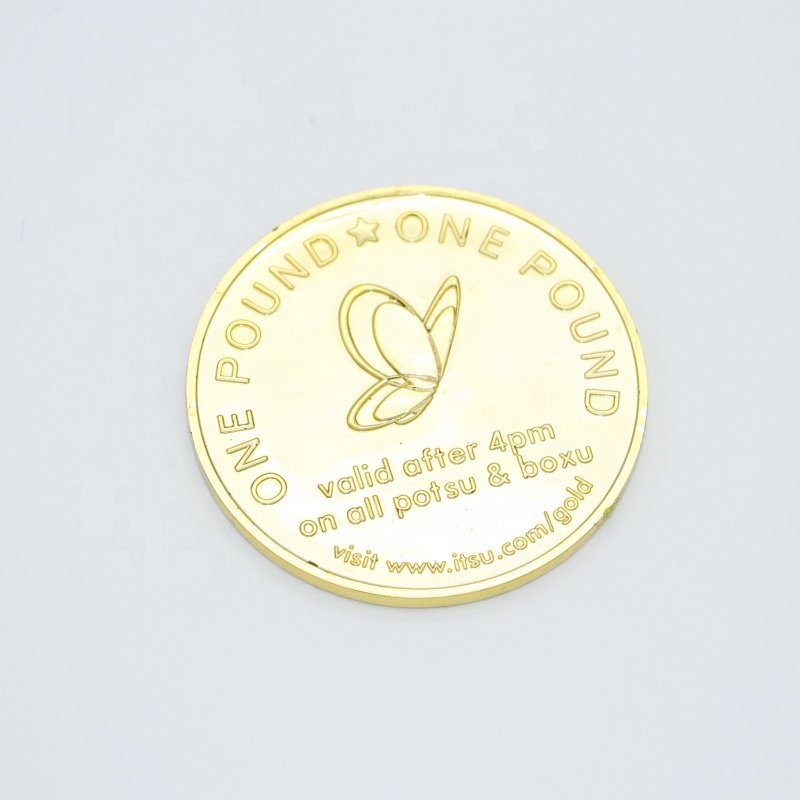 ONE POUND ★ ONE POUND
valid after 4pm
on all potsu & boxu
visit www.itsu.com/gold